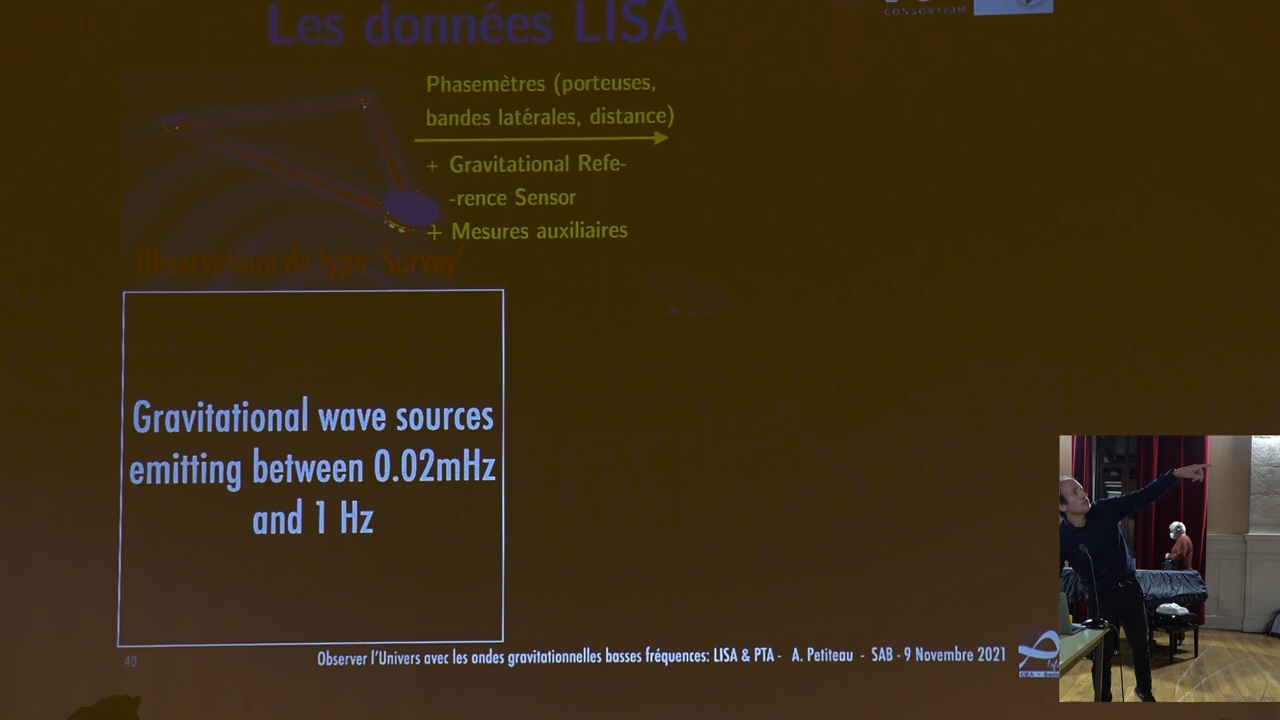 Les données LISA
CONSORTIUM
Phasemètres (porteuses,
bandes latérales, distance)
+ Gravitational Refe-
-rence Sensor
+ Mesures auxiliaires
Observatoire de type 'Survey'
Gravitational wave sources
emitting between 0.02mHz
and 1 Hz
40
Observer l'Univers avec les ondes gravitationnelles basses fréquences: LISA & PTA - A. Petiteau - SAB - 9 Novembre 2021